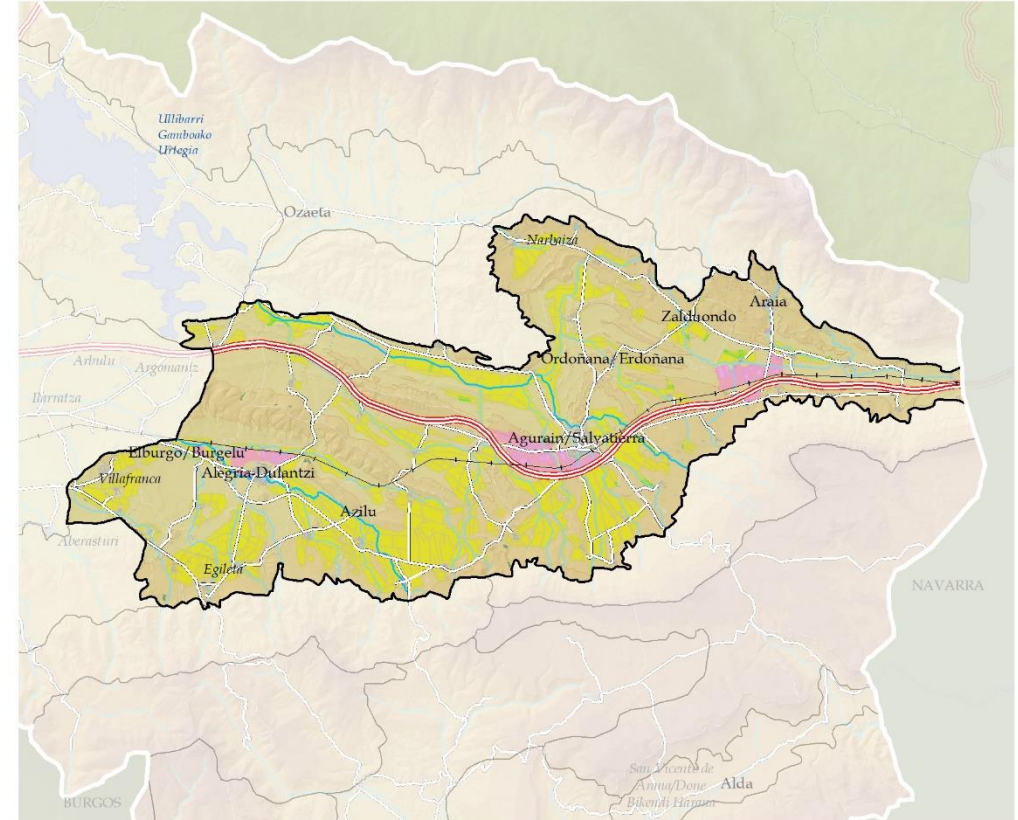 Ullibarri
Gamboako
Urtegia
Ozaeta
Narbaiza
Araia
Zalduondo
Arbulu
Argomaniz
Ordoñana/Erdoñana
Ilarratza
Agurain/Salvatierra
Elburgo/Burgelu
Alegría-Dulantzi
Villafranca
Azilu
Aberasturi
Egileta
NAVARRA
San Vicente de
Arana/Done
Bikendi Harana
Alda
BURGOS